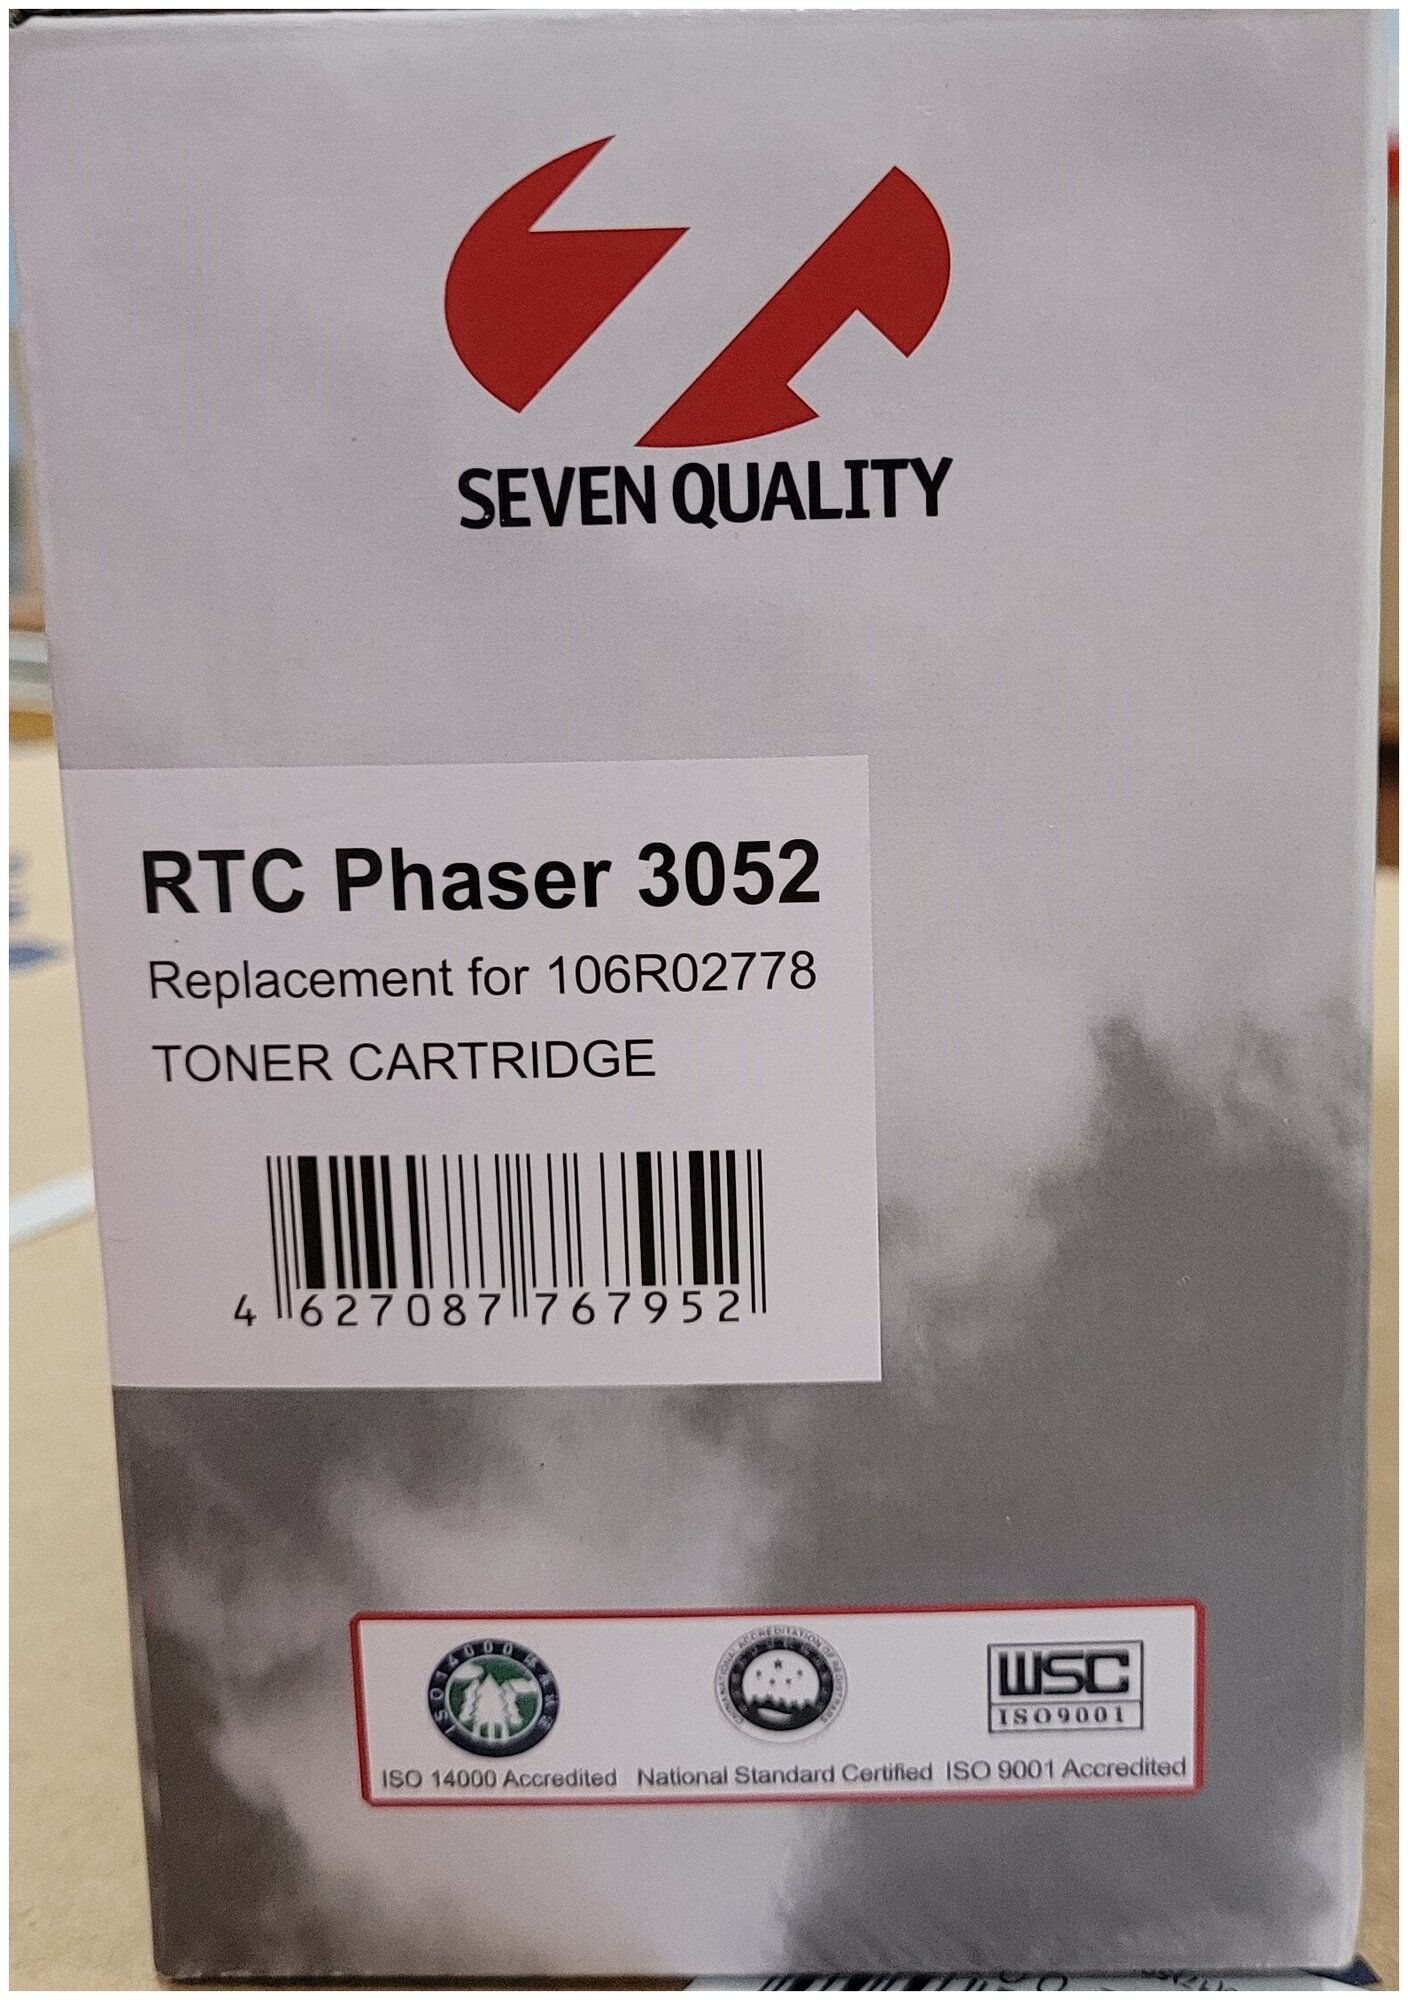 SEVEN QUALITY
RTC Phaser 3052
Replacement for 106R02778
TONER CARTRIDGE
4 627087 767952
ISO14000
WSC
ISO9001
ISO 14000 Accredited National Standard Certified ISO 9001 Accredited